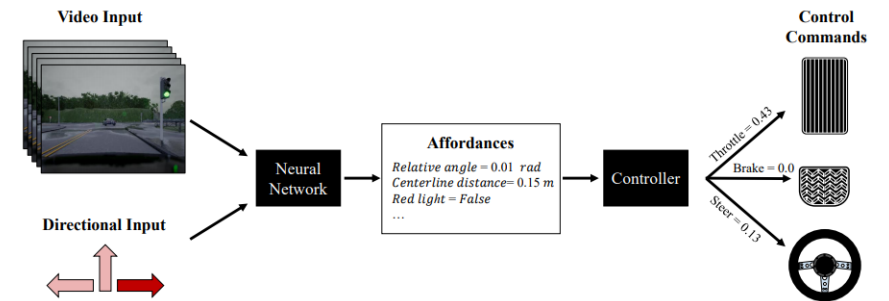 Video Input
Control
Commands
Affordances
Relative angle = 0.01 rad
Centerline distance= 0.15 m
Red light = False
…
Neural
Network
Controller
Throttle = 0.43
Brake = 0.0
Steer = 0.13
Directional Input